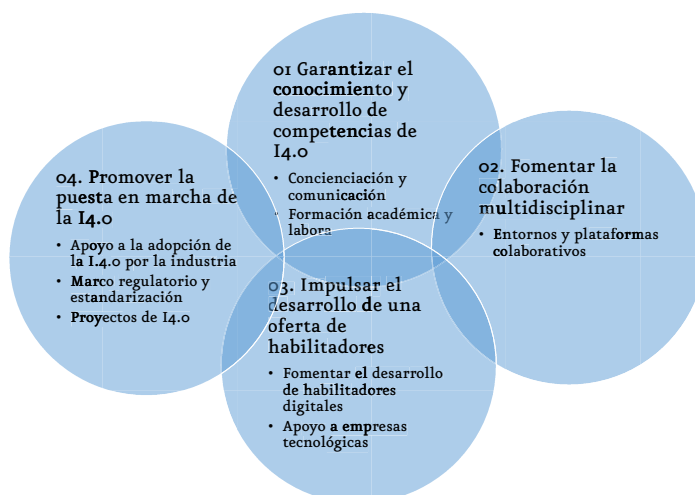 01 Garantizar el
conocimiento y
desarrollo de
competencias de
I4.0
• Concienciación y
comunicación
• Formación académica y
labora
02. Fomentar la
colaboración
multidisciplinar
• Entornos y plataformas
colaborativos
03. Impulsar el
desarrollo de una
oferta de
habilitadores
• Fomentar el desarrollo
de habilitadores
digitales
• Apoyo a empresas
tecnológicas
04. Promover la
puesta en marcha de
la I4.0
• Apoyo a la adopción de
la I.4.0 por la industria
• Marco regulatorio y
estandarización
• Proyectos de I4.0